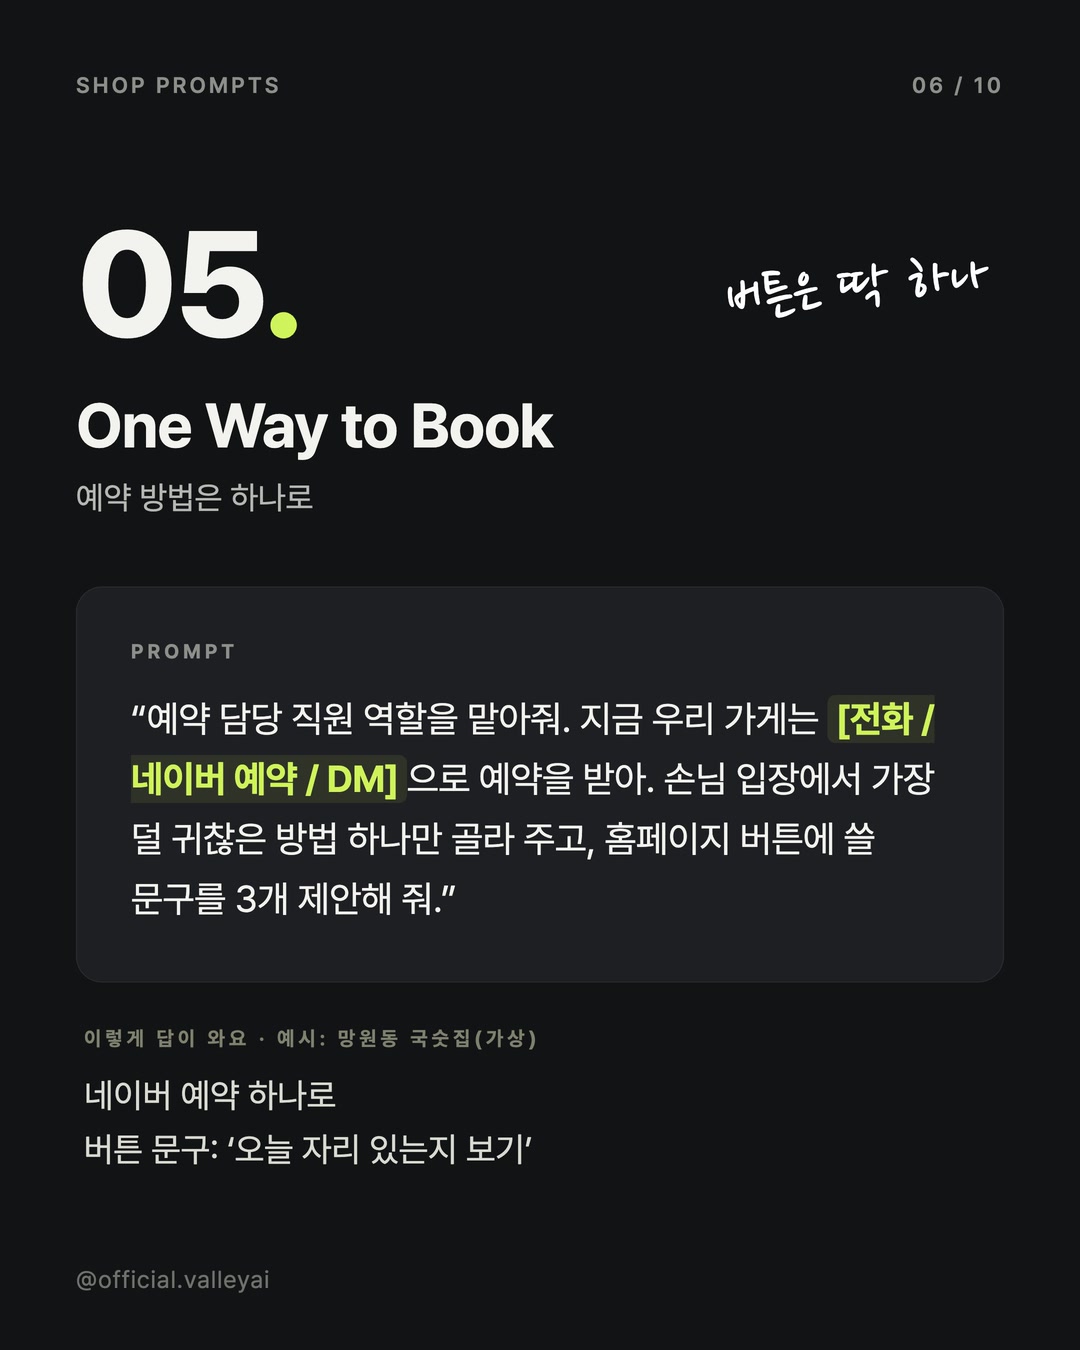 SHOP PROMPTS
06 / 10
05.
버튼은 딱 하나
One Way to Book
예약 방법은 하나로
PROMPT
“예약 담당 직원 역할을 맡아줘. 지금 우리 가게는 [전화 /
네이버 예약 / DM]으로 예약을 받아. 손님 입장에서 가장
덜 귀찮은 방법 하나만 골라 주고, 홈페이지 버튼에 쓸
문구를 3개 제안해 줘.”
이렇게 답이 와요 · 예시: 망원동 국숫집(가상)
네이버 예약 하나로
버튼 문구: ‘오늘 자리 있는지 보기’
@official.valleyai